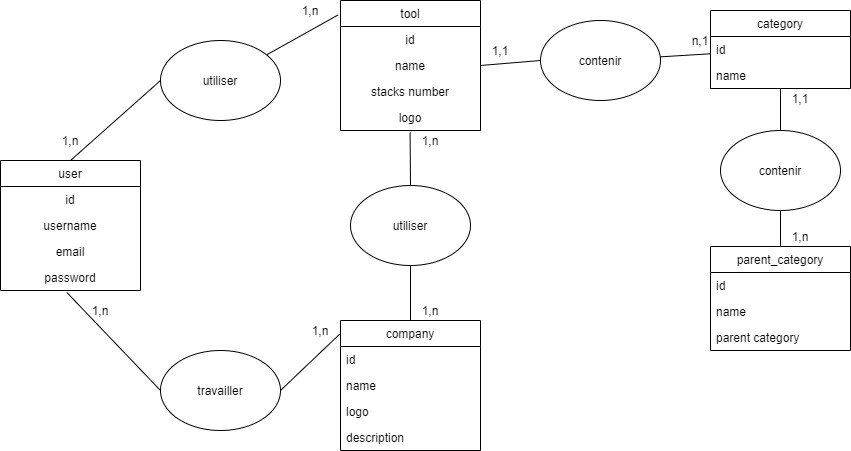 1,n
tool
id
name
stacks number
logo
utiliser
1,n
1,1
contenir
n,1
category
id
name
1,1
contenir
1,n
parent_category
id
name
parent category
user
id
username
email
password
1,n
utiliser
1,n
1,n
travailler
1,n
company
id
name
logo
description